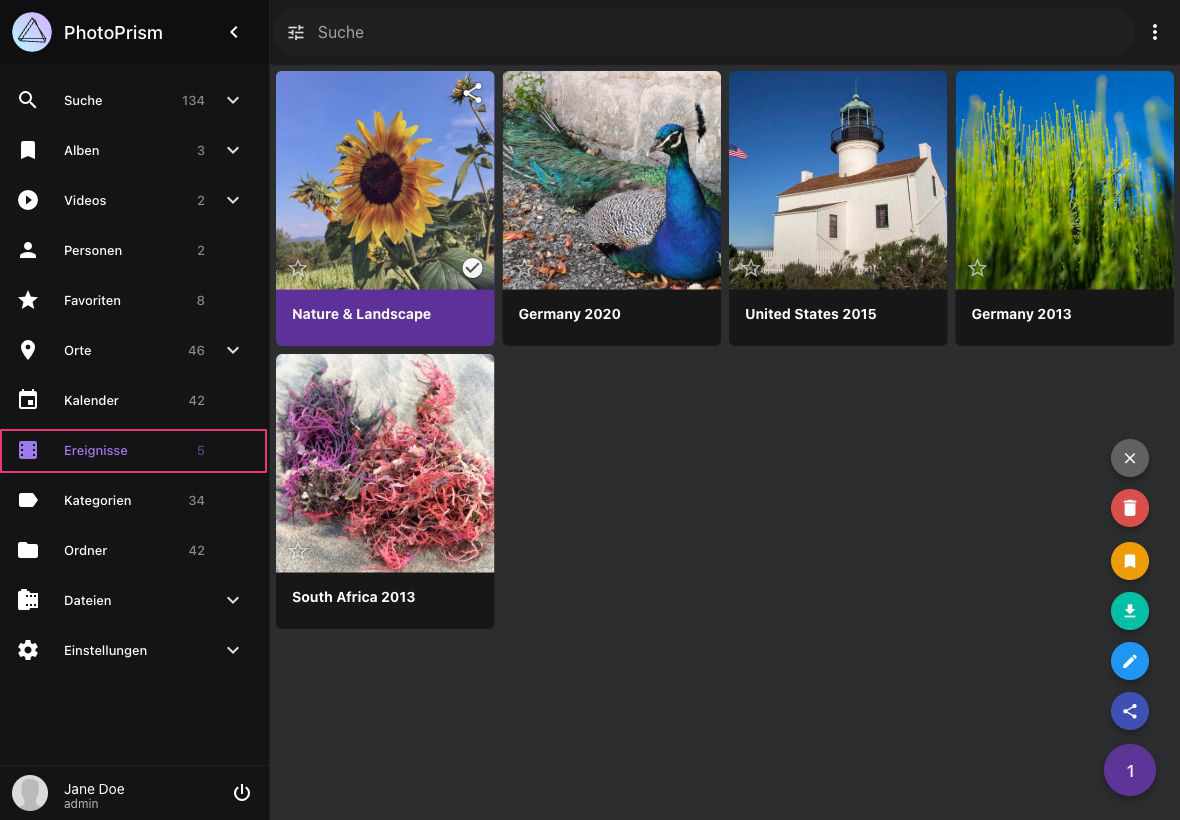 PhotoPrism
Suche
Suche 134
Alben 3
Videos 2
Personen 2
Favoriten 8
Orte 46
Kalender 42
Ereignisse 5
Kategorien 34
Ordner 42
Dateien
Einstellungen
Jane Doe
admin
Nature & Landscape
Germany 2020
United States 2015
Germany 2013
South Africa 2013
1